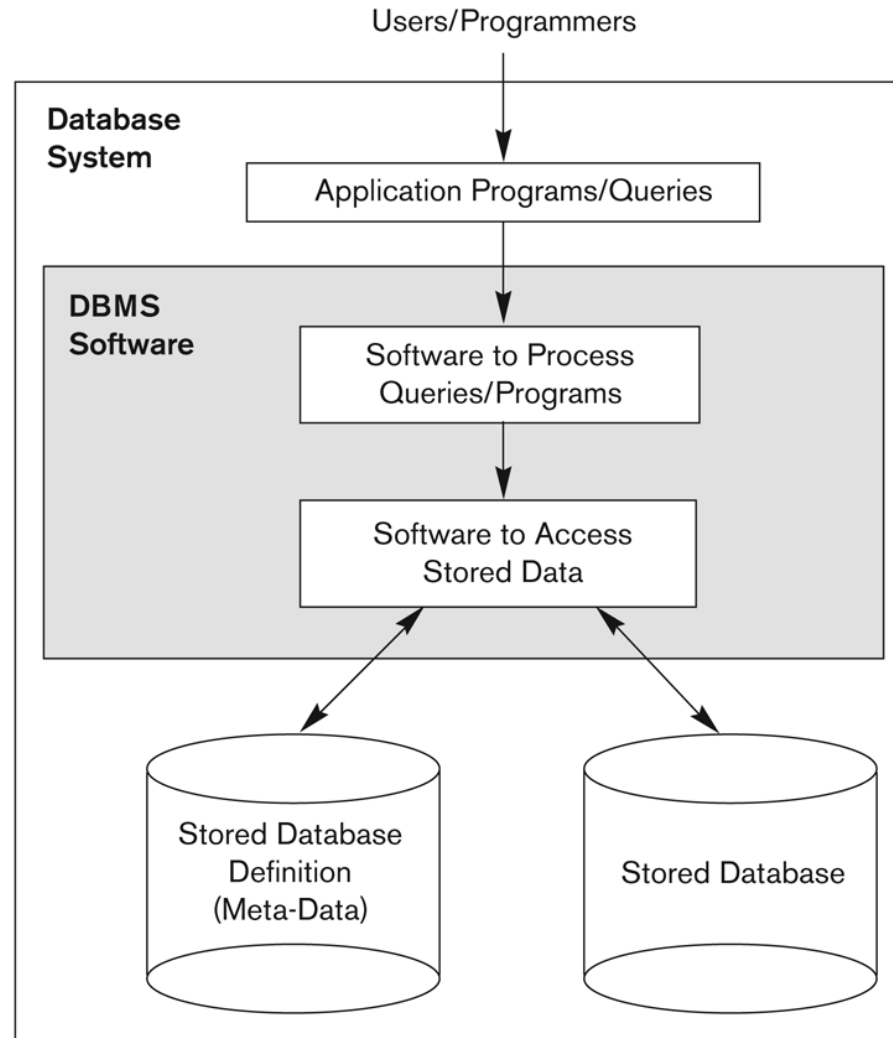 Users/Programmers
Database
System
Application Programs/Queries
DBMS
Software
Software to Process
Queries/Programs
Software to Access
Stored Data
Stored Database
Definition
(Meta-Data)
Stored Database